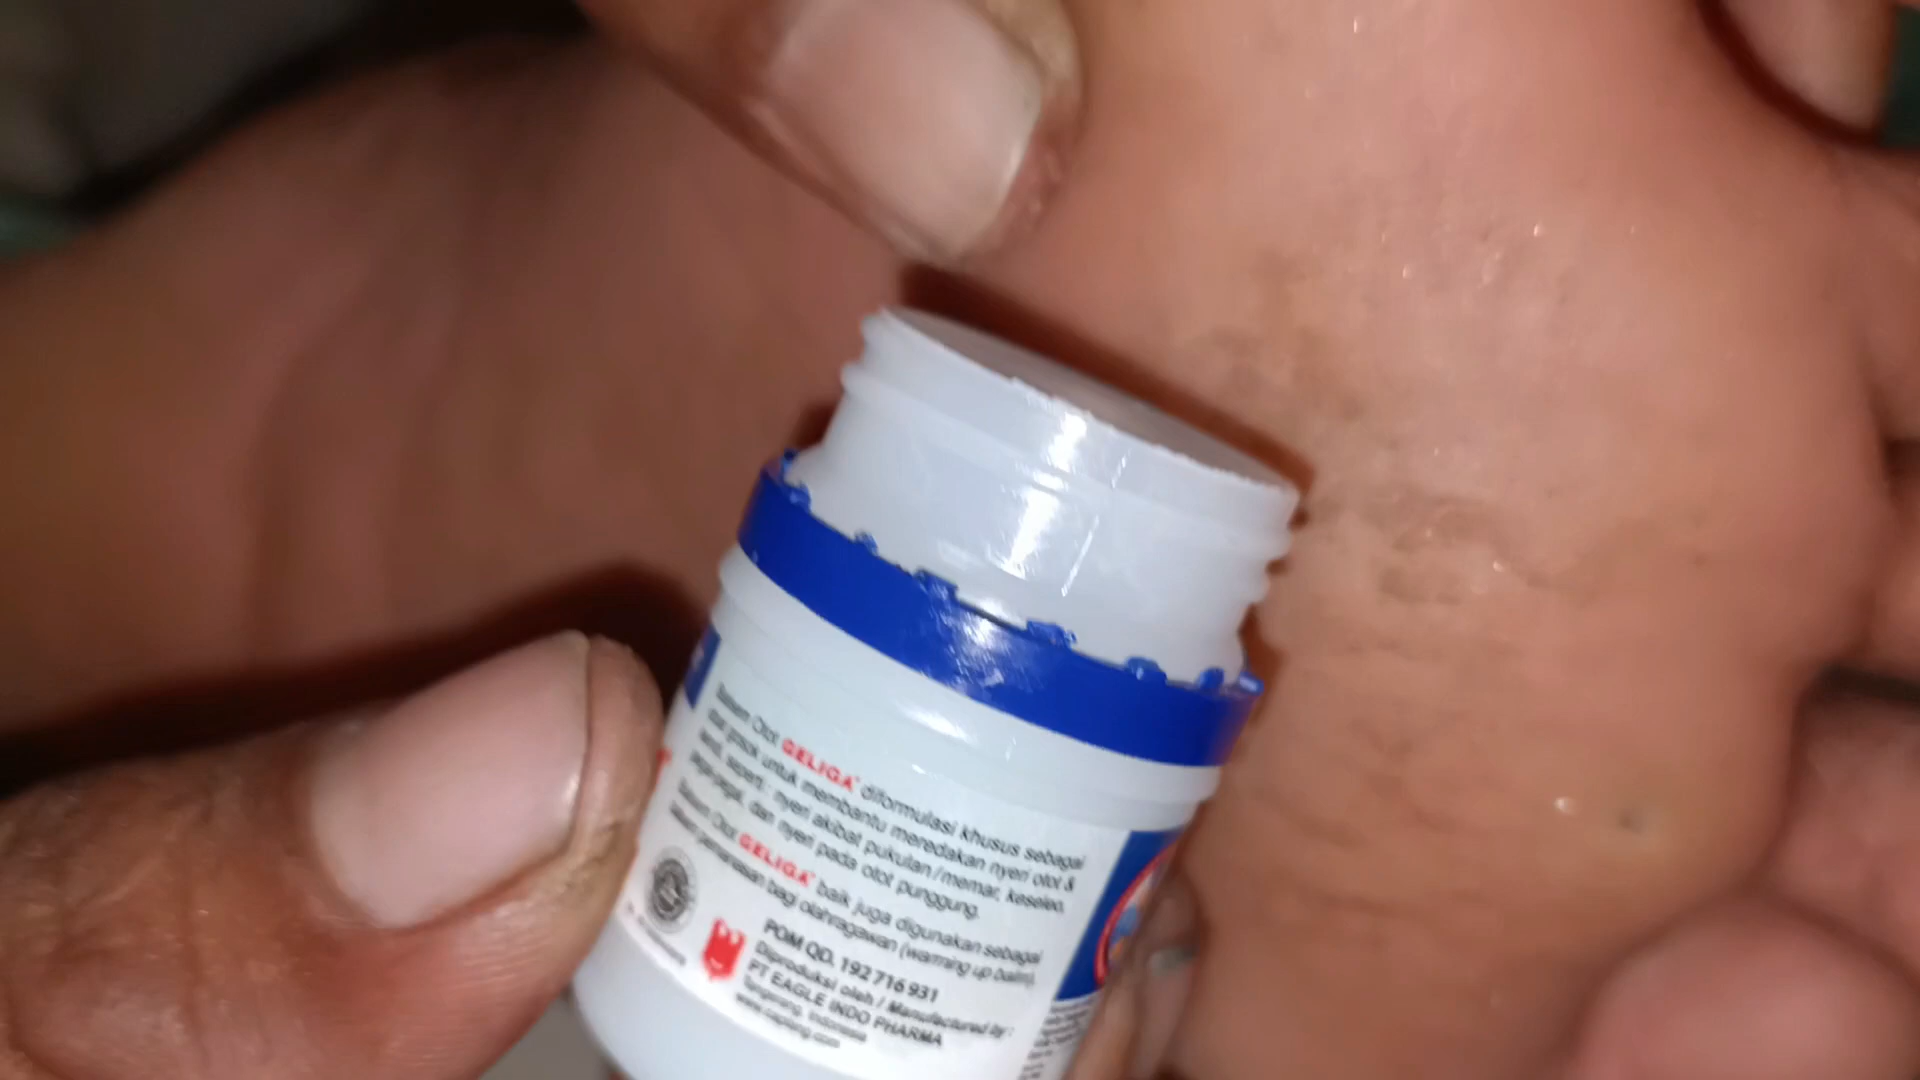 Balsem Otot GELIGA® diformulasi khusus sebagai
obat gosok untuk membantu meredakan nyeri otot &
sendi, seperti : nyeri akibat pukulan/memar, keseleo,
pegal-pegal, dan nyeri pada otot punggung.
Balsem Otot GELIGA® baik juga digunakan sebagai
balsem pemanasan bagi olahragawan (warming up balm).
POM QD. 192 716 931
Diproduksi oleh / Manufactured by :
PT EAGLE INDO PHARMA
Tangerang, Indonesia